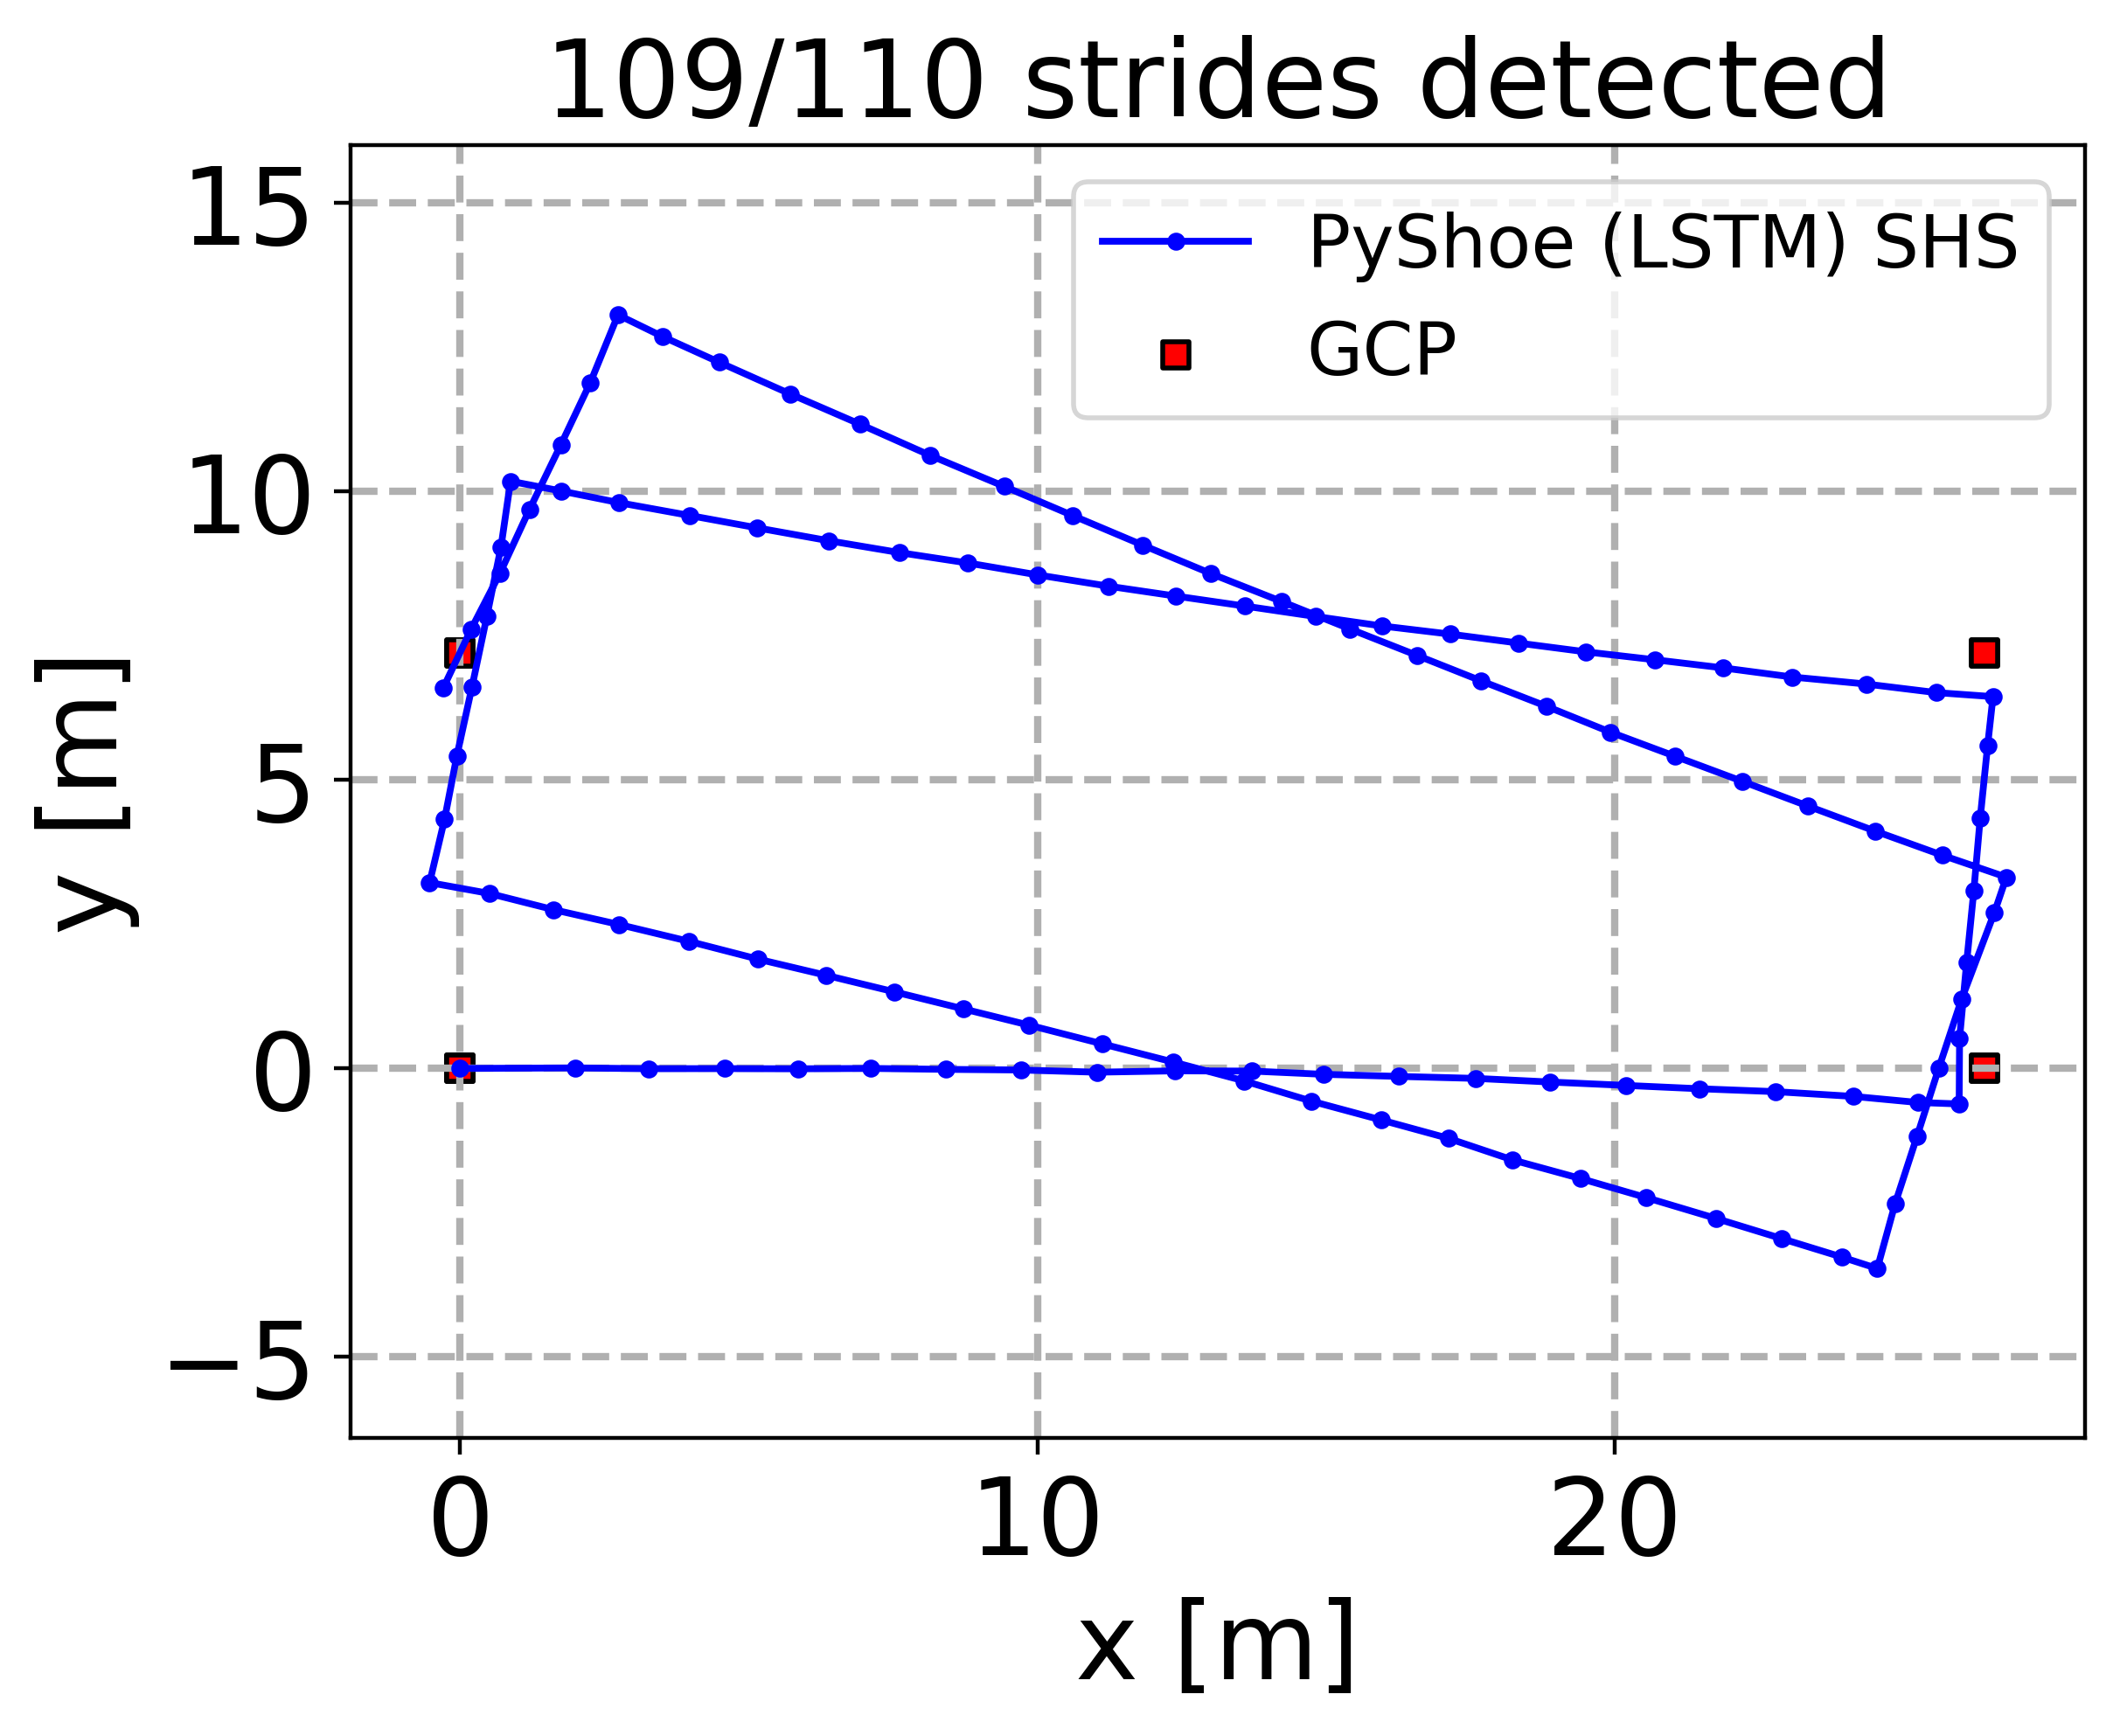 109/110 strides detected
15
10
5
0
−5
y [m]
PyShoe (LSTM) SHS
GCP
0 10 20
x [m]